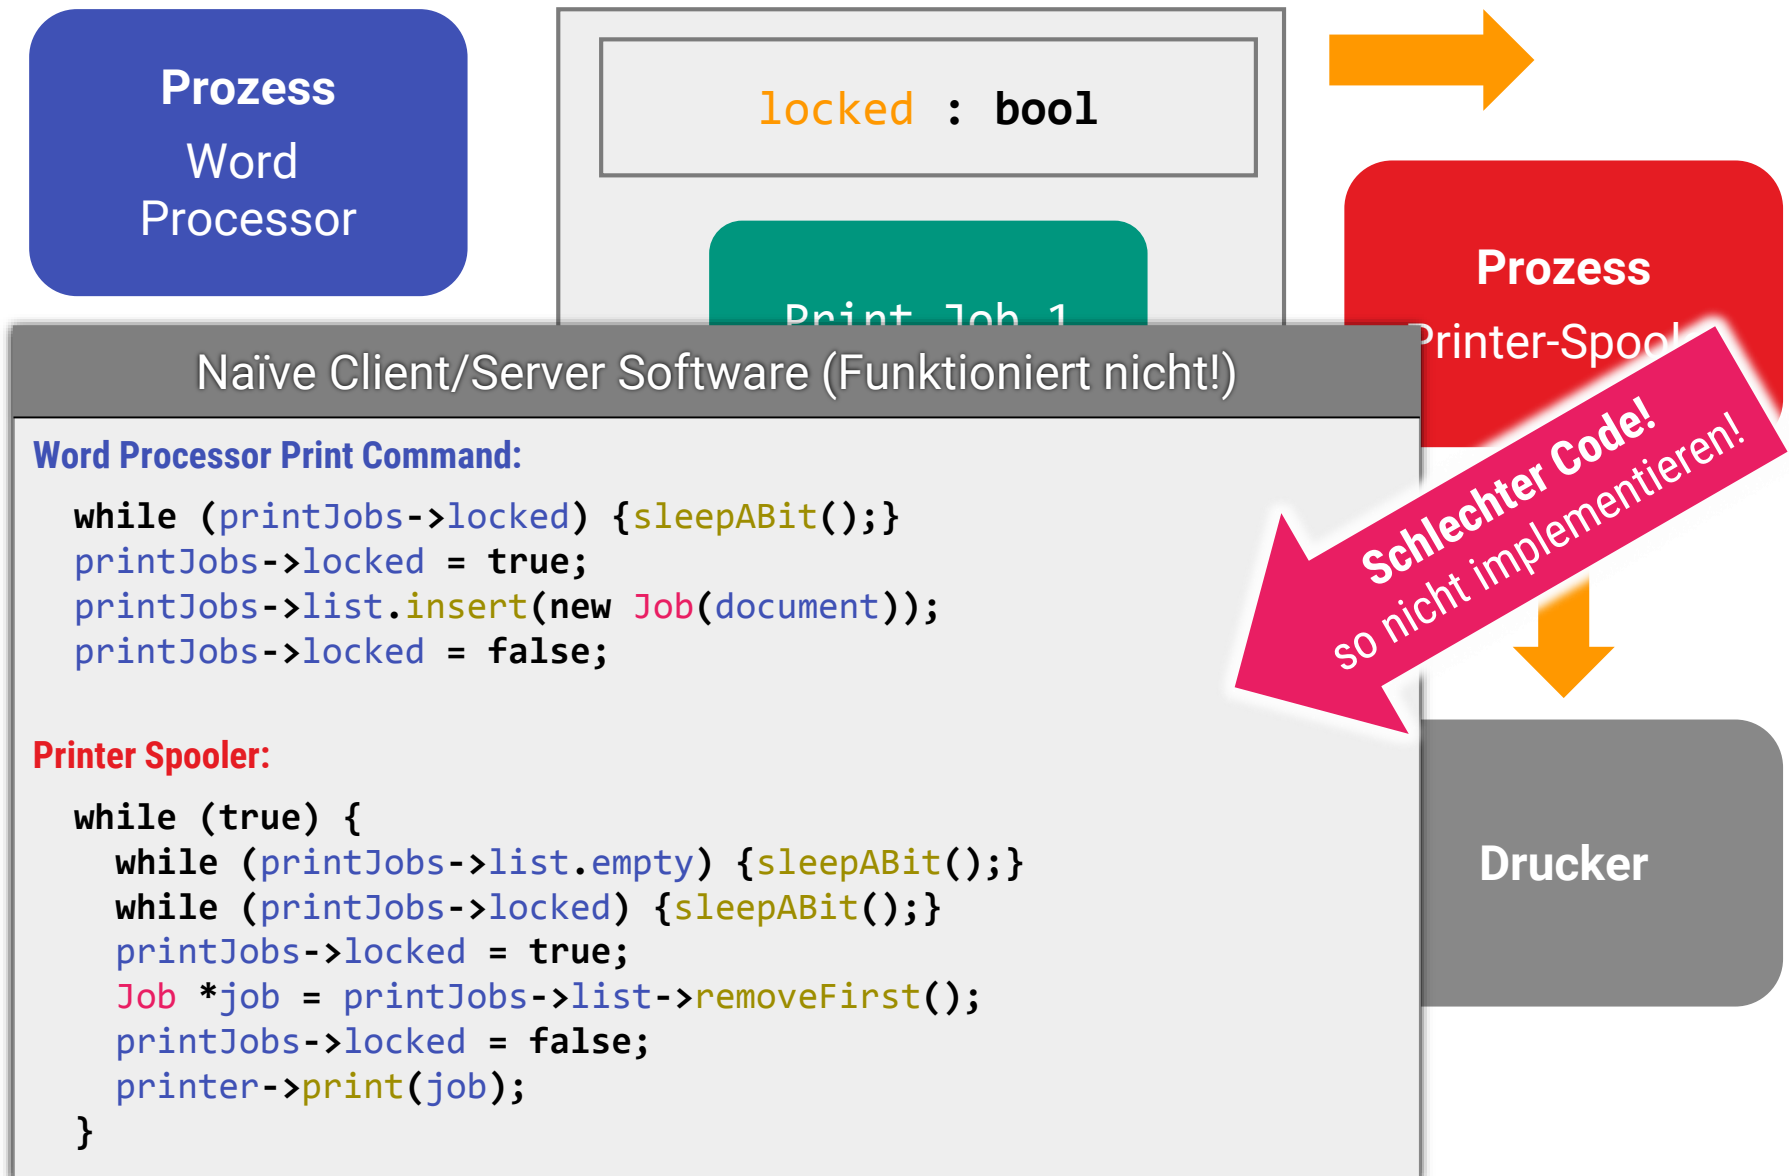 Prozess
Word
Processor
locked : bool
Print Job 1
Prozess
Printer-Spool
Naïve Client/Server Software (Funktioniert nicht!)
Schlechter Code!
so nicht implementieren!
Word Processor Print Command:
while (printJobs->locked) {sleepABit();}
printJobs->locked = true;
printJobs->list.insert(new Job(document));
printJobs->locked = false;
Printer Spooler:
while (true) {
while (printJobs->list.empty) {sleepABit();}
while (printJobs->locked) {sleepABit();}
printJobs->locked = true;
Job *job = printJobs->list->removeFirst();
printJobs->locked = false;
printer->print(job);
}
Drucker